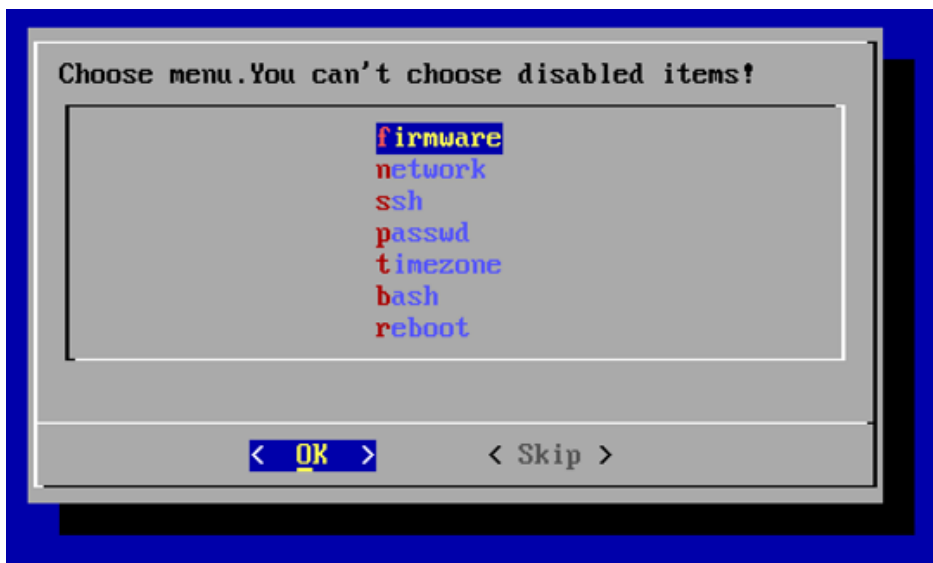 Choose menu.You can't choose disabled items!
firmware
network
ssh
passwd
timezone
bash
reboot
< OK > < Skip >